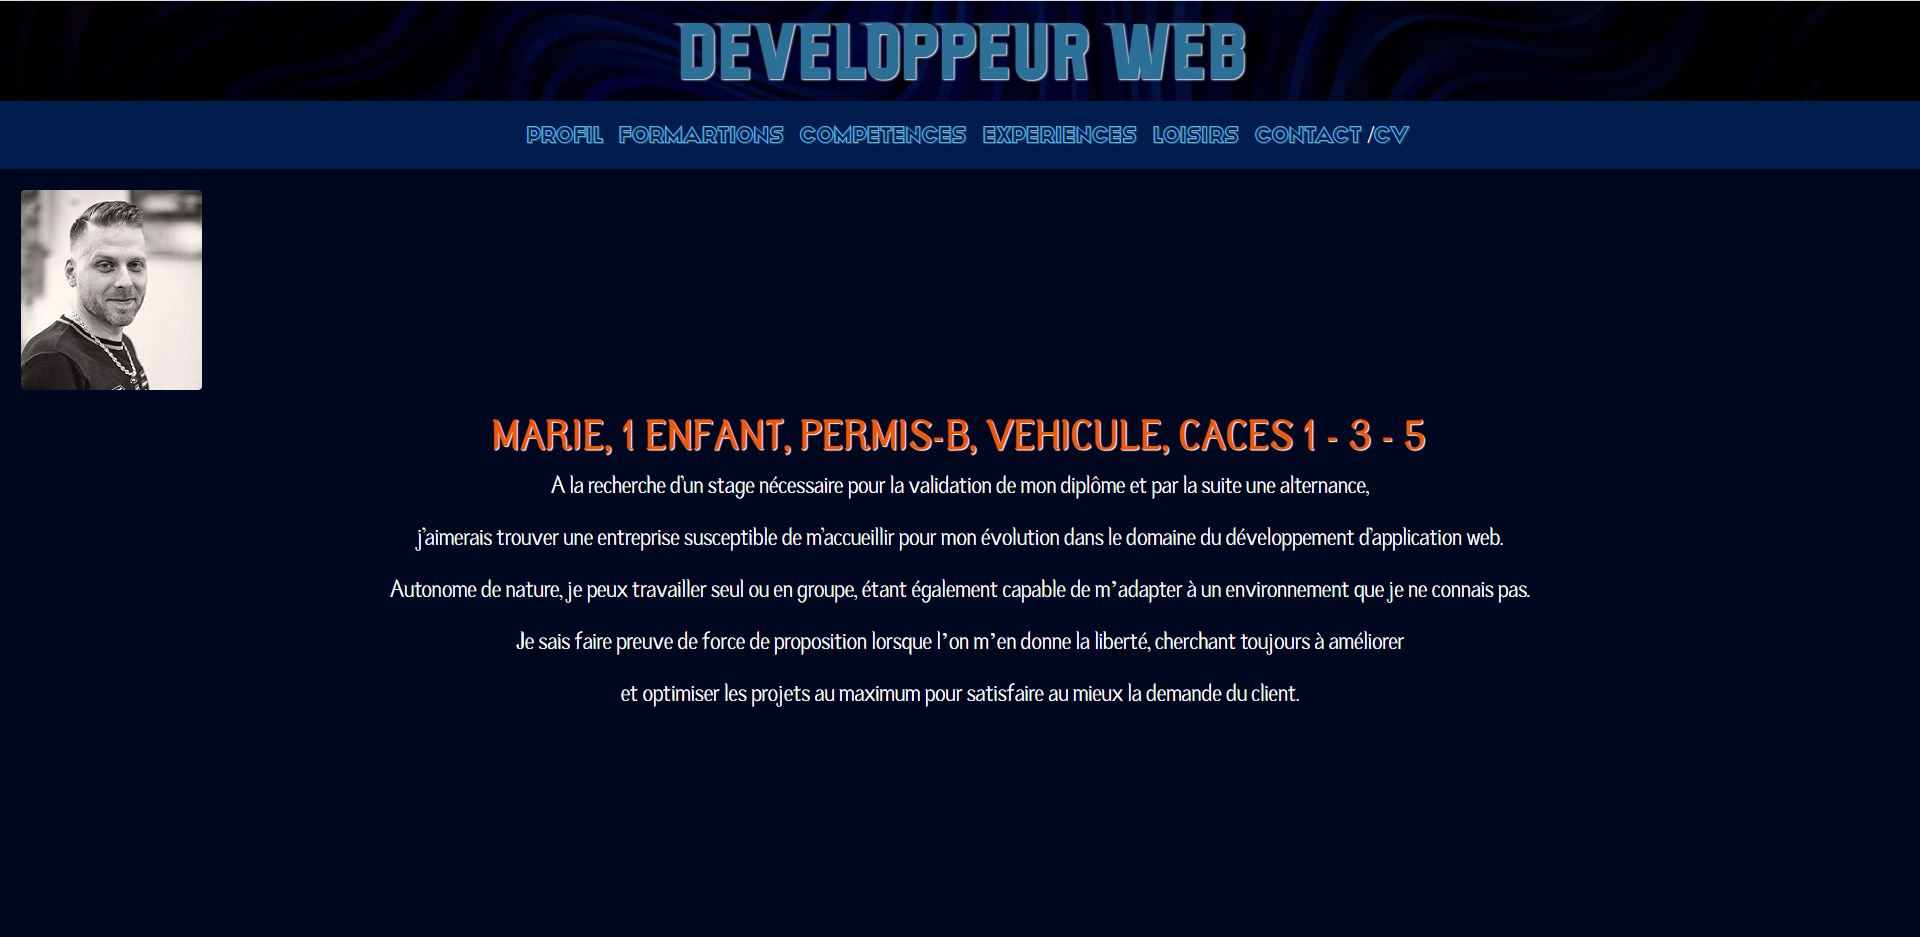 DEVELOPPEUR WEB
PROFIL FORMARTIONS COMPETENCES EXPERIENCES LOISIRS CONTACT /CV
MARIE, 1 ENFANT, PERMIS-B, VEHICULE, CACES 1 - 3 - 5
A la recherche d'un stage nécessaire pour la validation de mon diplôme et par la suite une alternance,
j'aimerais trouver une entreprise susceptible de m'accueillir pour mon évolution dans le domaine du développement d'application web.
Autonome de nature, je peux travailler seul ou en groupe, étant également capable de m’adapter à un environnement que je ne connais pas.
Je sais faire preuve de force de proposition lorsque l’on m’en donne la liberté, cherchant toujours à améliorer
et optimiser les projets au maximum pour satisfaire au mieux la demande du client.